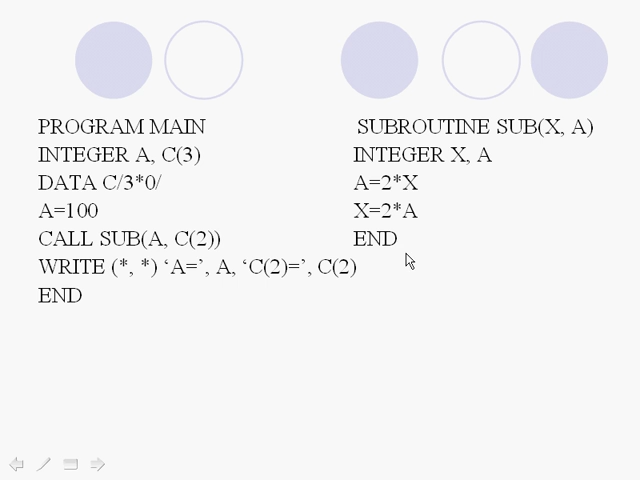 PROGRAM MAIN
INTEGER A, C(3)
DATA C/3*0/
A=100
CALL SUB(A, C(2))
WRITE (*, *) ‘A=’, A, ‘C(2)=’, C(2)
END
SUBROUTINE SUB(X, A)
INTEGER X, A
A=2*X
X=2*A
END